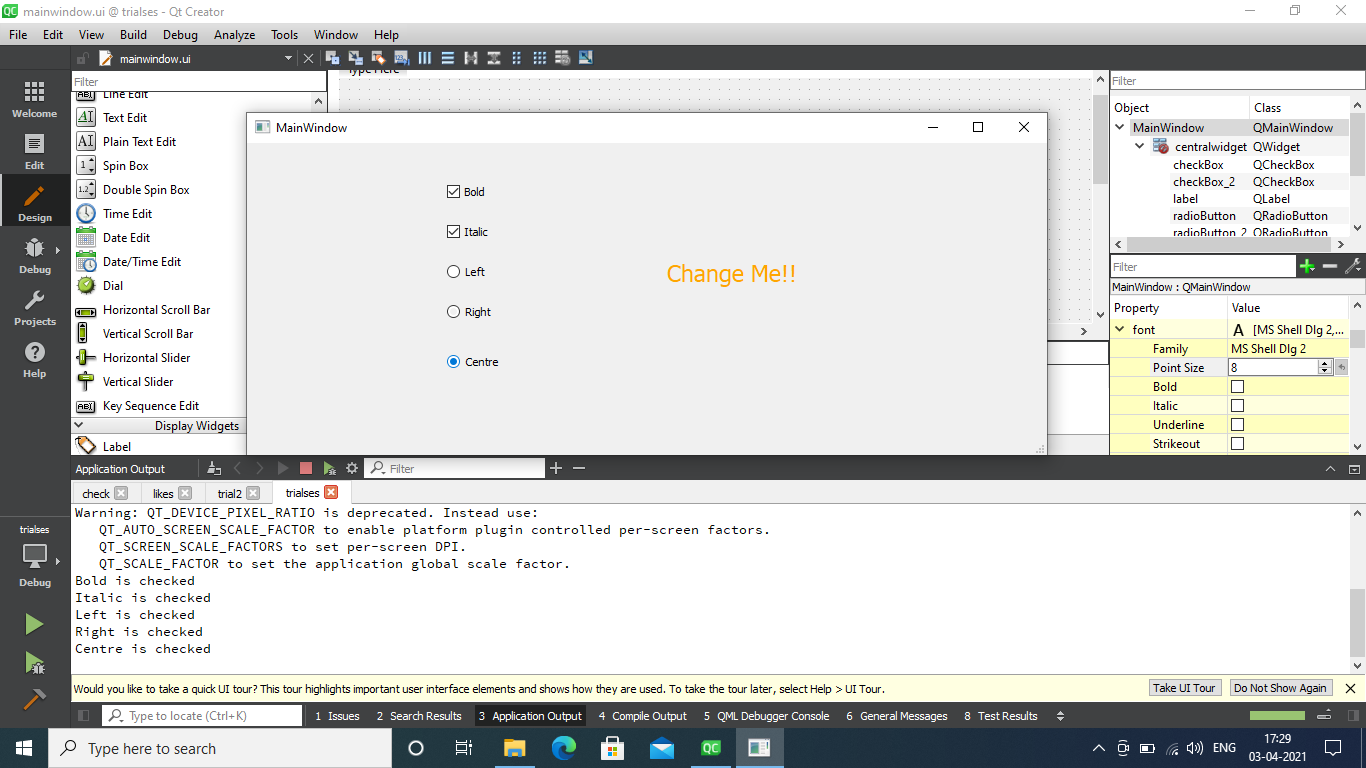 mainwindow.ui @ trialses - Qt Creator
File Edit View Build Debug Analyze Tools Window Help
mainwindow.ui
Welcome
Edit
Design
Debug
Projects
Help
trialses
Debug
Filter
Line Edit
Text Edit
Plain Text Edit
Spin Box
Double Spin Box
Time Edit
Date Edit
Date/Time Edit
Dial
Horizontal Scroll Bar
Vertical Scroll Bar
Horizontal Slider
Vertical Slider
Key Sequence Edit
Display Widgets
Label
Type Here
MainWindow
Bold
Italic
Left
Right
Centre
Change Me!!
Filter
Object Class
MainWindow QMainWindow
centralwidget QWidget
checkBox QCheckBox
checkBox_2 QCheckBox
label QLabel
radioButton QRadioButton
radioButton_2 QRadioButton
Filter
MainWindow : QMainWindow
Property Value
font A [MS Shell Dlg 2,...
Family MS Shell Dlg 2
Point Size 8
Bold
Italic
Underline
Strikeout
Application Output Filter
check likes trial2 trialses
Warning: QT_DEVICE_PIXEL_RATIO is deprecated. Instead use:
QT_AUTO_SCREEN_SCALE_FACTOR to enable platform plugin controlled per-screen factors.
QT_SCREEN_SCALE_FACTORS to set per-screen DPI.
QT_SCALE_FACTOR to set the application global scale factor.
Bold is checked
Italic is checked
Left is checked
Right is checked
Centre is checked
Would you like to take a quick UI tour? This tour highlights important user interface elements and shows how they are used. To take the tour later, select Help > UI Tour. Take UI Tour Do Not Show Again
Type to locate (Ctrl+K) 1 Issues 2 Search Results 3 Application Output 4 Compile Output 5 QML Debugger Console 6 General Messages 8 Test Results
Type here to search
ENG
17:29
03-04-2021